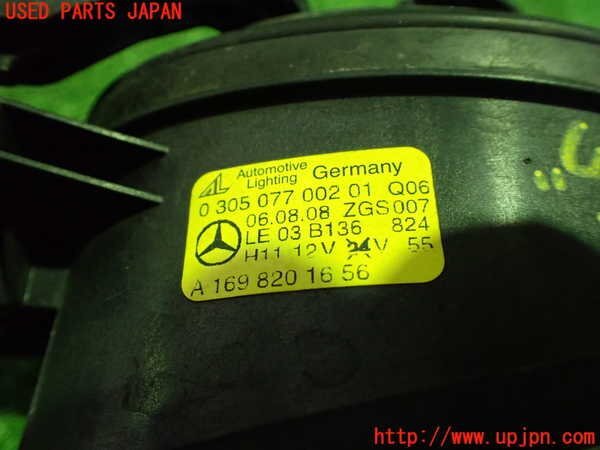 USED PARTS JAPAN
AL Automotive Lighting Germany
0 305 077 002 01 Q06
06.08.08 ZGS007
LE 03 B136 824
H11 12V 24V 55
A 169 820 16 56
http://www.upjpn.com/